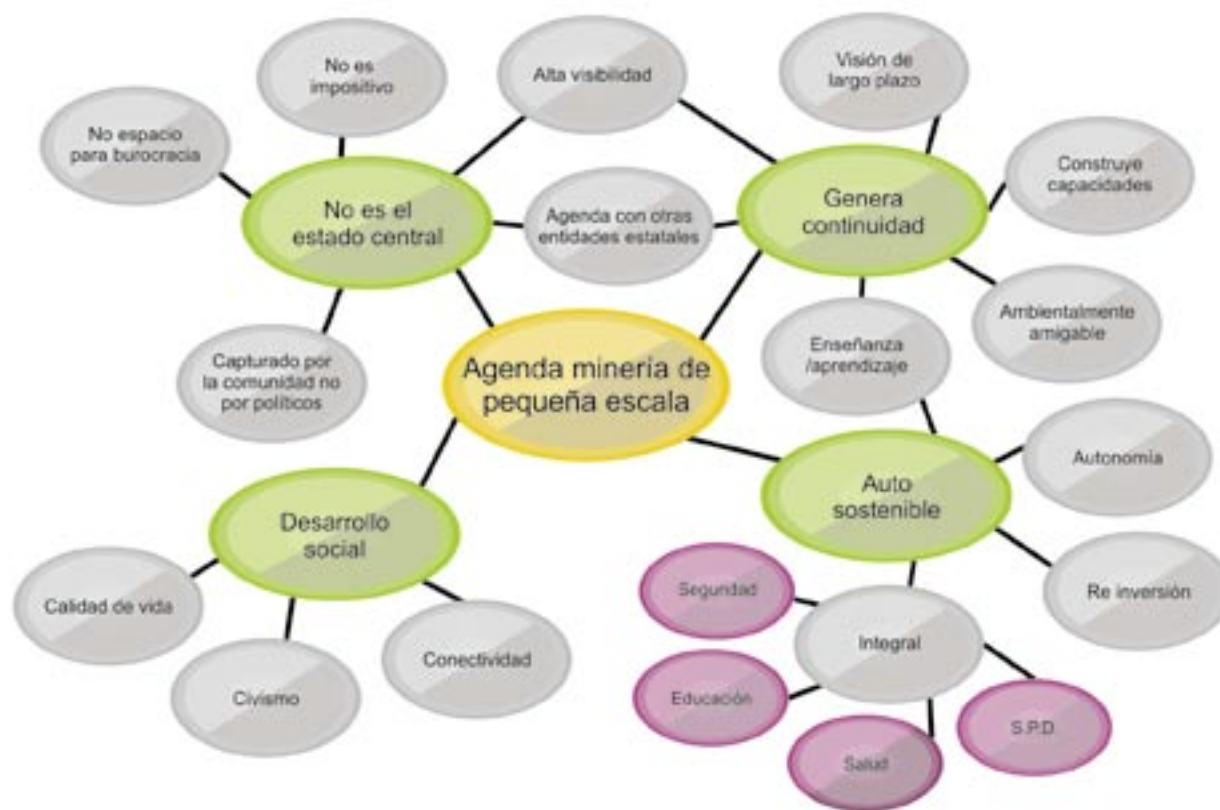 No es
impositivo
Alta visibilidad
Visión de
largo plazo
No espacio
para burocracia
Construye
capacidades
No es el
estado central
Agenda con otras
entidades estatales
Genera
continuidad
Capturado por
la comunidad no
por políticos
Agenda minería de
pequeña escala
Enseñanza
/aprendizaje
Ambientalmente
amigable
Autonomía
Auto
sostenible
Desarrollo
social
Calidad de vida
Civismo
Conectividad
Seguridad
Integral
Re inversión
Educación
Salud
S.P.D.